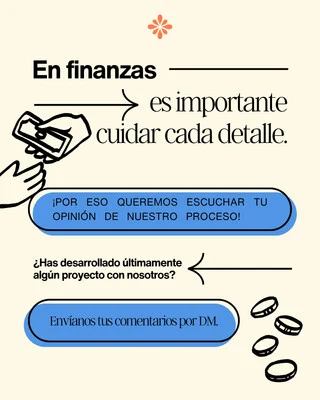 En finanzas
es importante
cuidar cada detalle.
¡POR ESO QUEREMOS ESCUCHAR TU
OPINIÓN DE NUESTRO PROCESO!
¿Has desarrollado últimamente
algún proyecto con nosotros?
Envíanos tus comentarios por DM.